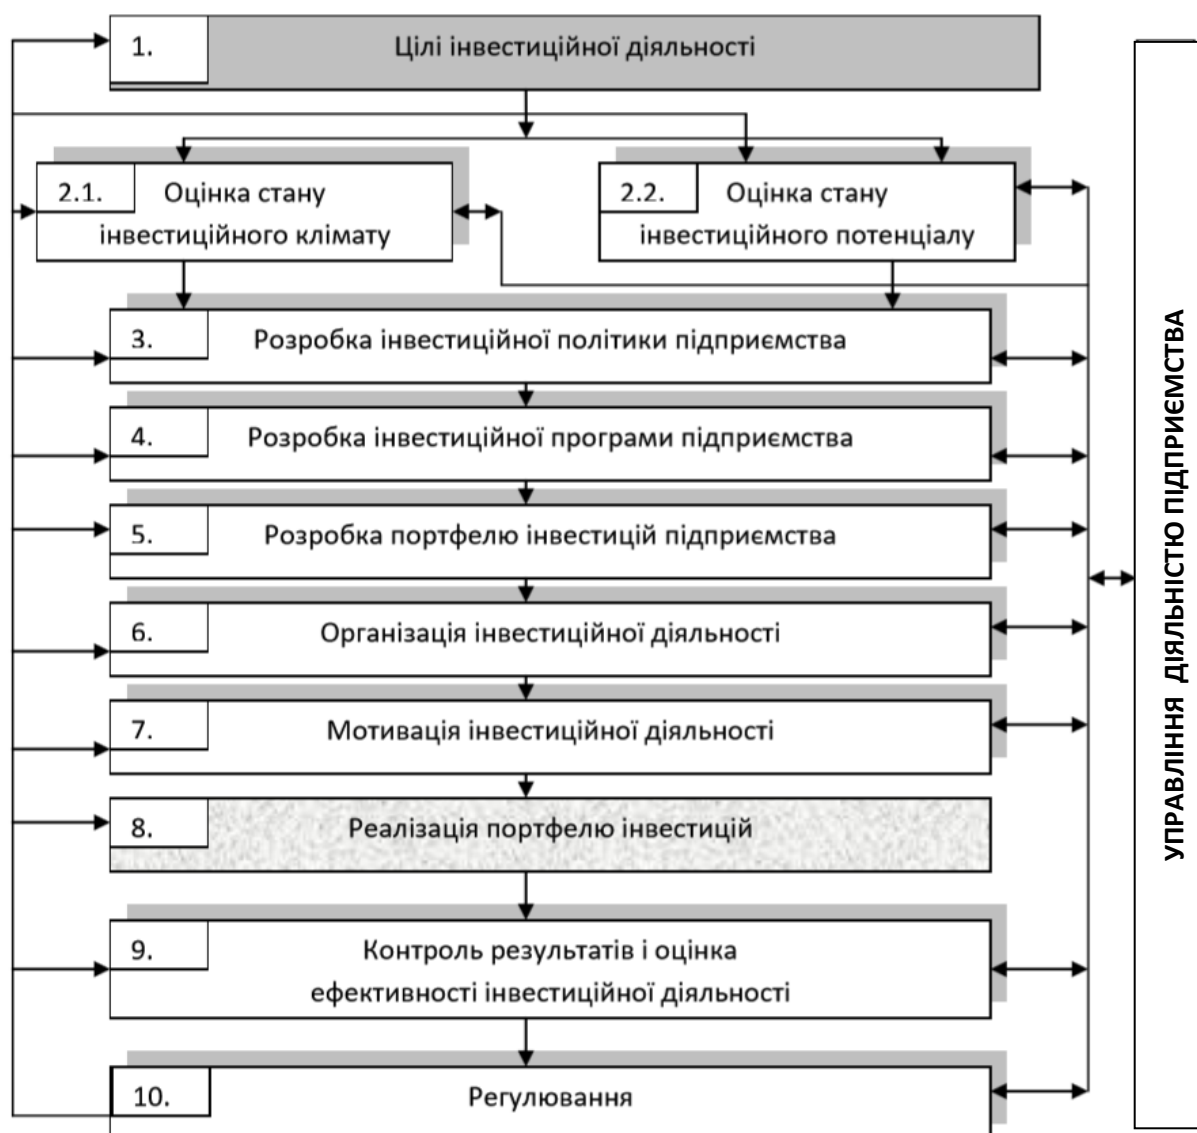 1.
Цілі інвестиційної діяльності
2.1.
Оцінка стану
інвестиційного клімату
2.2.
Оцінка стану
інвестиційного потенціалу
3.
Розробка інвестиційної політики підприємства
4.
Розробка інвестиційної програми підприємства
5.
Розробка портфелю інвестицій підприємства
6.
Організація інвестиційної діяльності
7.
Мотивація інвестиційної діяльності
8.
Реалізація портфелю інвестицій
9.
Контроль результатів і оцінка
ефективності інвестиційної діяльності
10.
Регулювання
УПРАВЛІННЯ ДІЯЛЬНІСТЮ ПІДПРИЄМСТВА